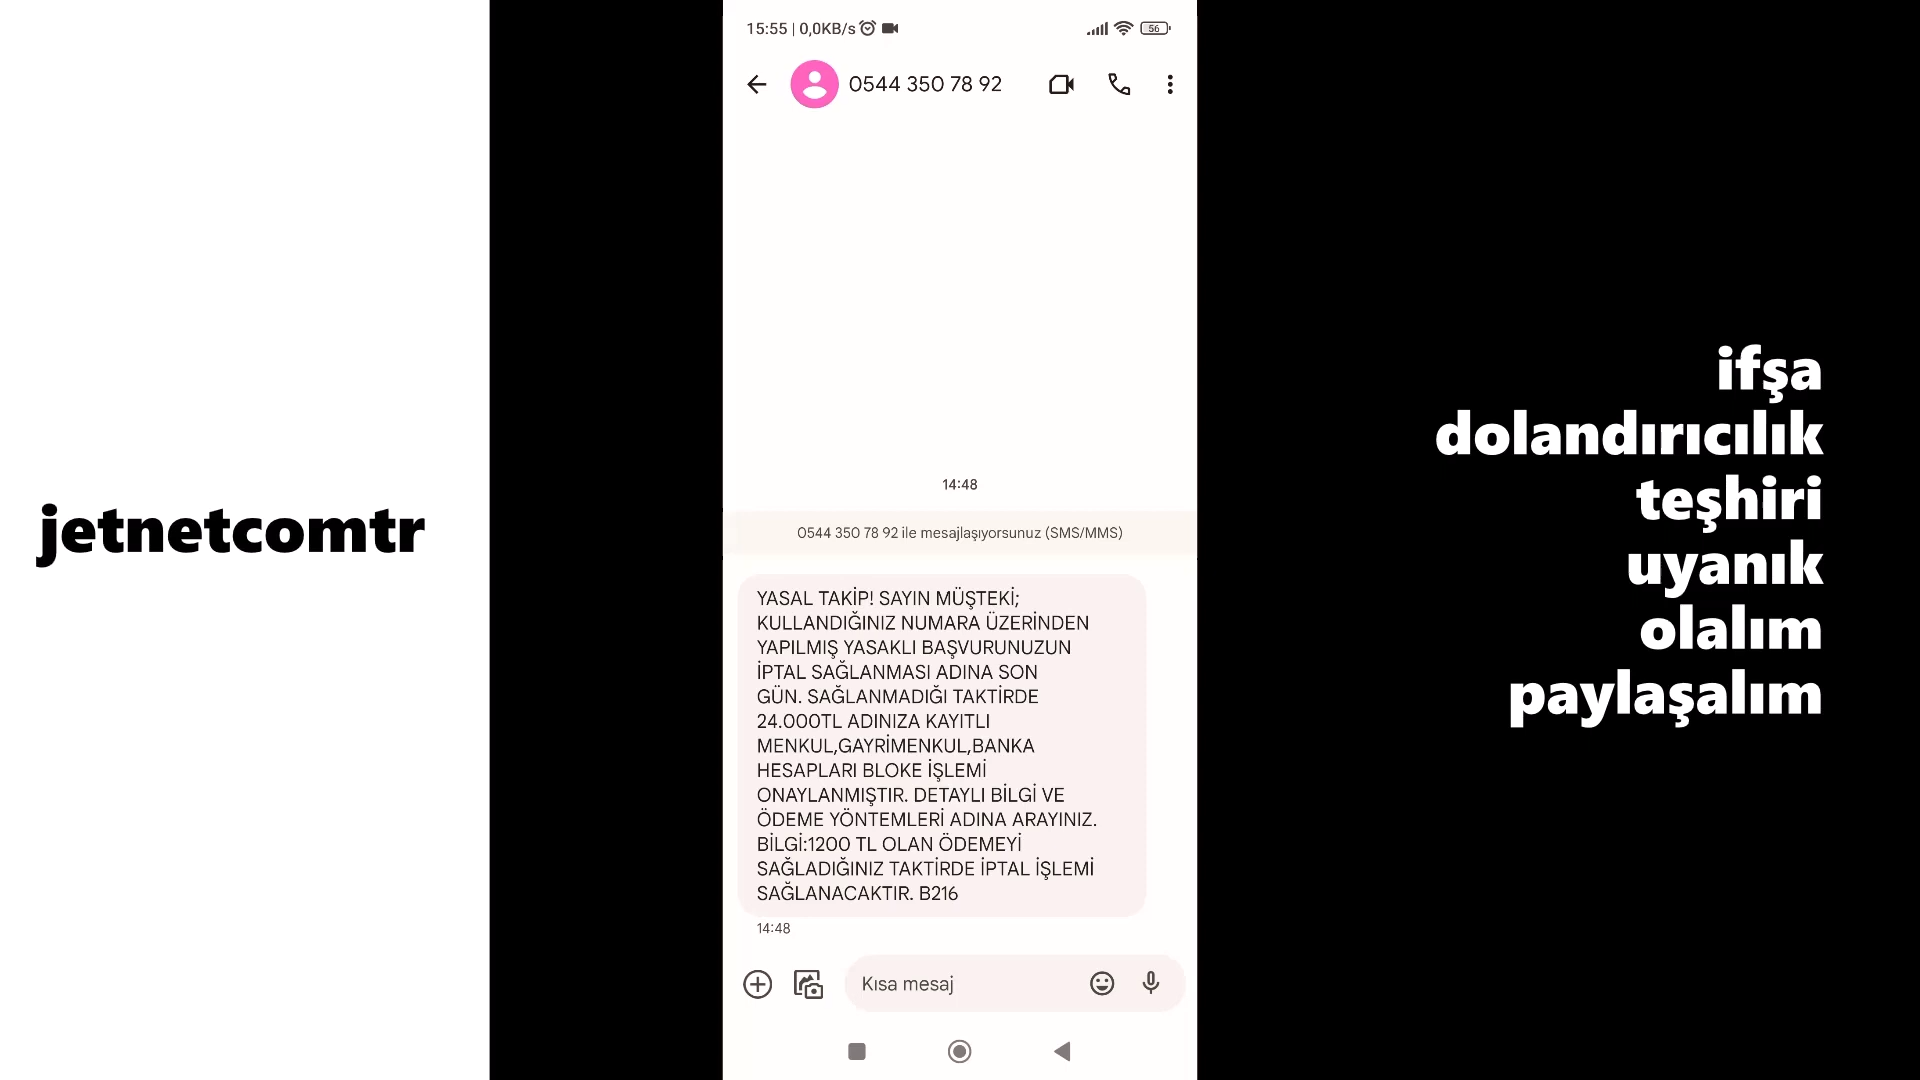 jetnetcomtr
15:55 | 0,0KB/s
56
0544 350 78 92
14:48
0544 350 78 92 ile mesajlaşıyorsunuz (SMS/MMS)
YASAL TAKİP! SAYIN MÜŞTEKİ;
KULLANDIĞINIZ NUMARA ÜZERİNDEN
YAPILMIŞ YASAKLI BAŞVURUNUZUN
İPTAL SAĞLANMASI ADINA SON
GÜN. SAĞLANMADIĞI TAKTİRDE
24.000TL ADINIZA KAYITLI
MENKUL,GAYRİMENKUL,BANKA
HESAPLARI BLOKE İŞLEMİ
ONAYLANMIŞTIR. DETAYLI BİLGİ VE
ÖDEME YÖNTEMLERİ ADINA ARAYINIZ.
BİLGİ:1200 TL OLAN ÖDEMEYİ
SAĞLADIĞINIZ TAKTİRDE İPTAL İŞLEMİ
SAĞLANACAKTIR. B216
14:48
Kısa mesaj
ifşa
dolandırıcılık
teşhiri
uyanık
olalım
paylaşalım